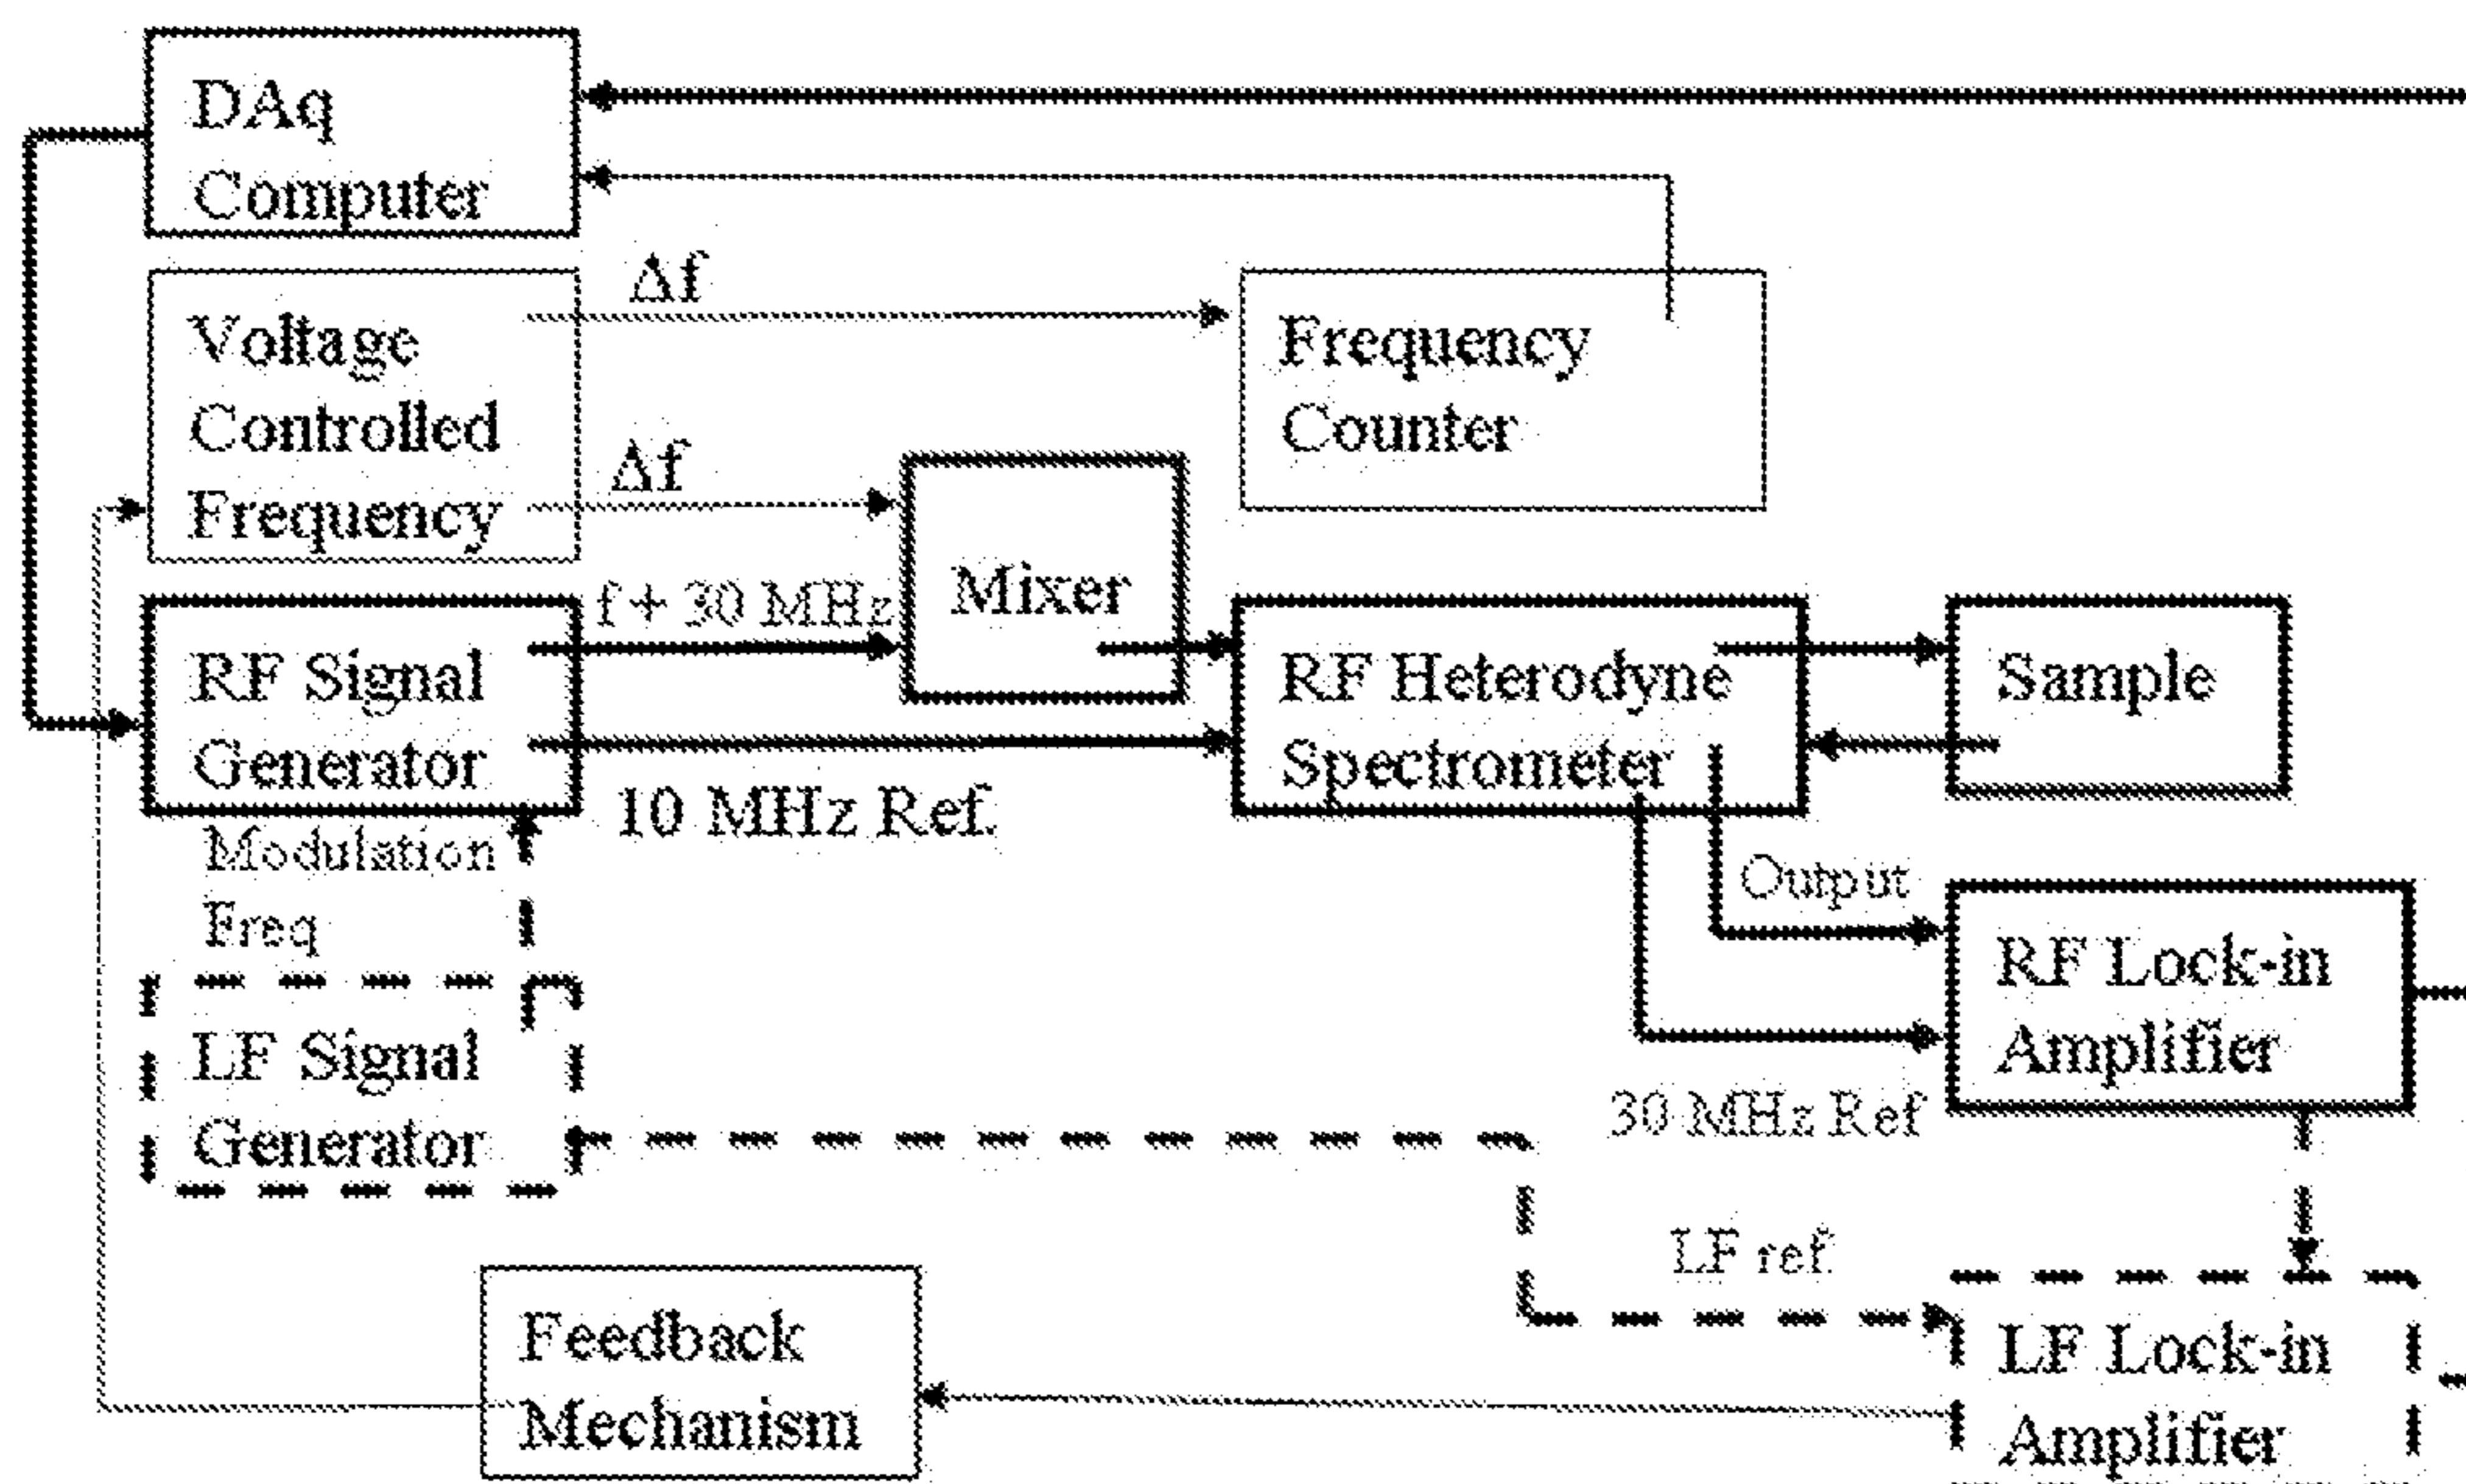 DAq
Computer
Δf
Voltage
Controlled
Frequency
Frequency
Counter
Δf
Mixer
f + 30 MHz
RF Signal
Generator
RF Heterodyne
Spectrometer
Sample
10 MHz Ref.
Modulation
Freq
Output
RF Lock-in
Amplifier
LF Signal
Generator
30 MHz Ref
LF ref.
Feedback
Mechanism
LF Lock-in
Amplifier